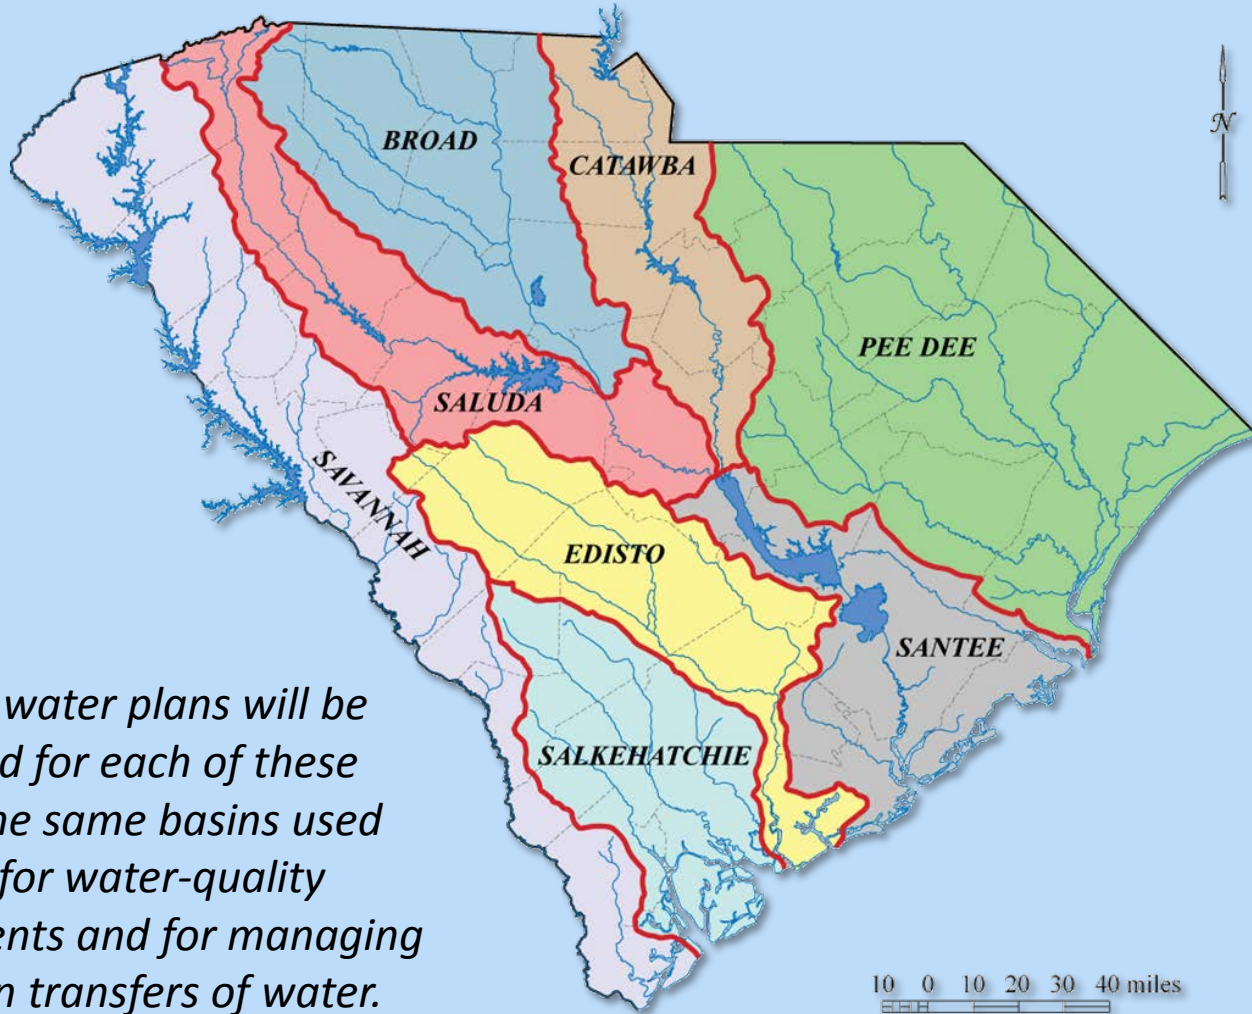 N
BROAD
CATAWBA
PEE DEE
SALUDA
SAVANNAH
EDISTO
SANTEE
SALKEHATCHIE
water plans will be
d for each of these
he same basins used
for water-quality
ents and for managing
n transfers of water.
10 0 10 20 30 40 miles